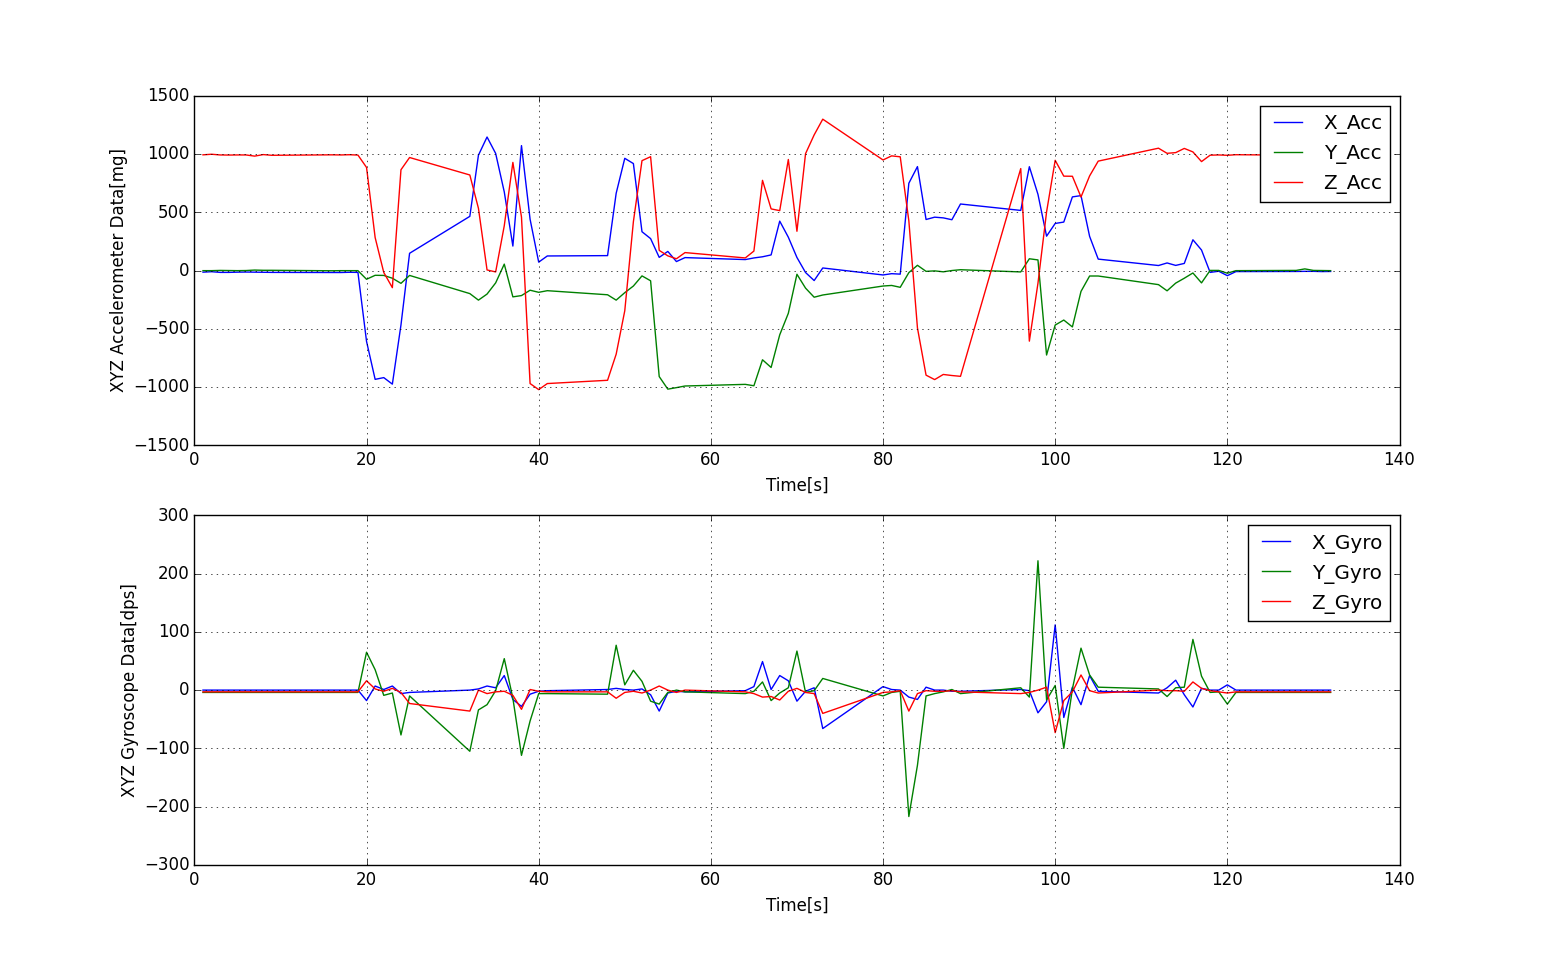 1500
1000
500
0
−500
−1000
−1500
XYZ Accelerometer Data[mg]
X_Acc
Y_Acc
Z_Acc
0 20 40 60 80 100 120 140
Time[s]
300
200
100
0
−100
−200
−300
XYZ Gyroscope Data[dps]
X_Gyro
Y_Gyro
Z_Gyro
0 20 40 60 80 100 120 140
Time[s]